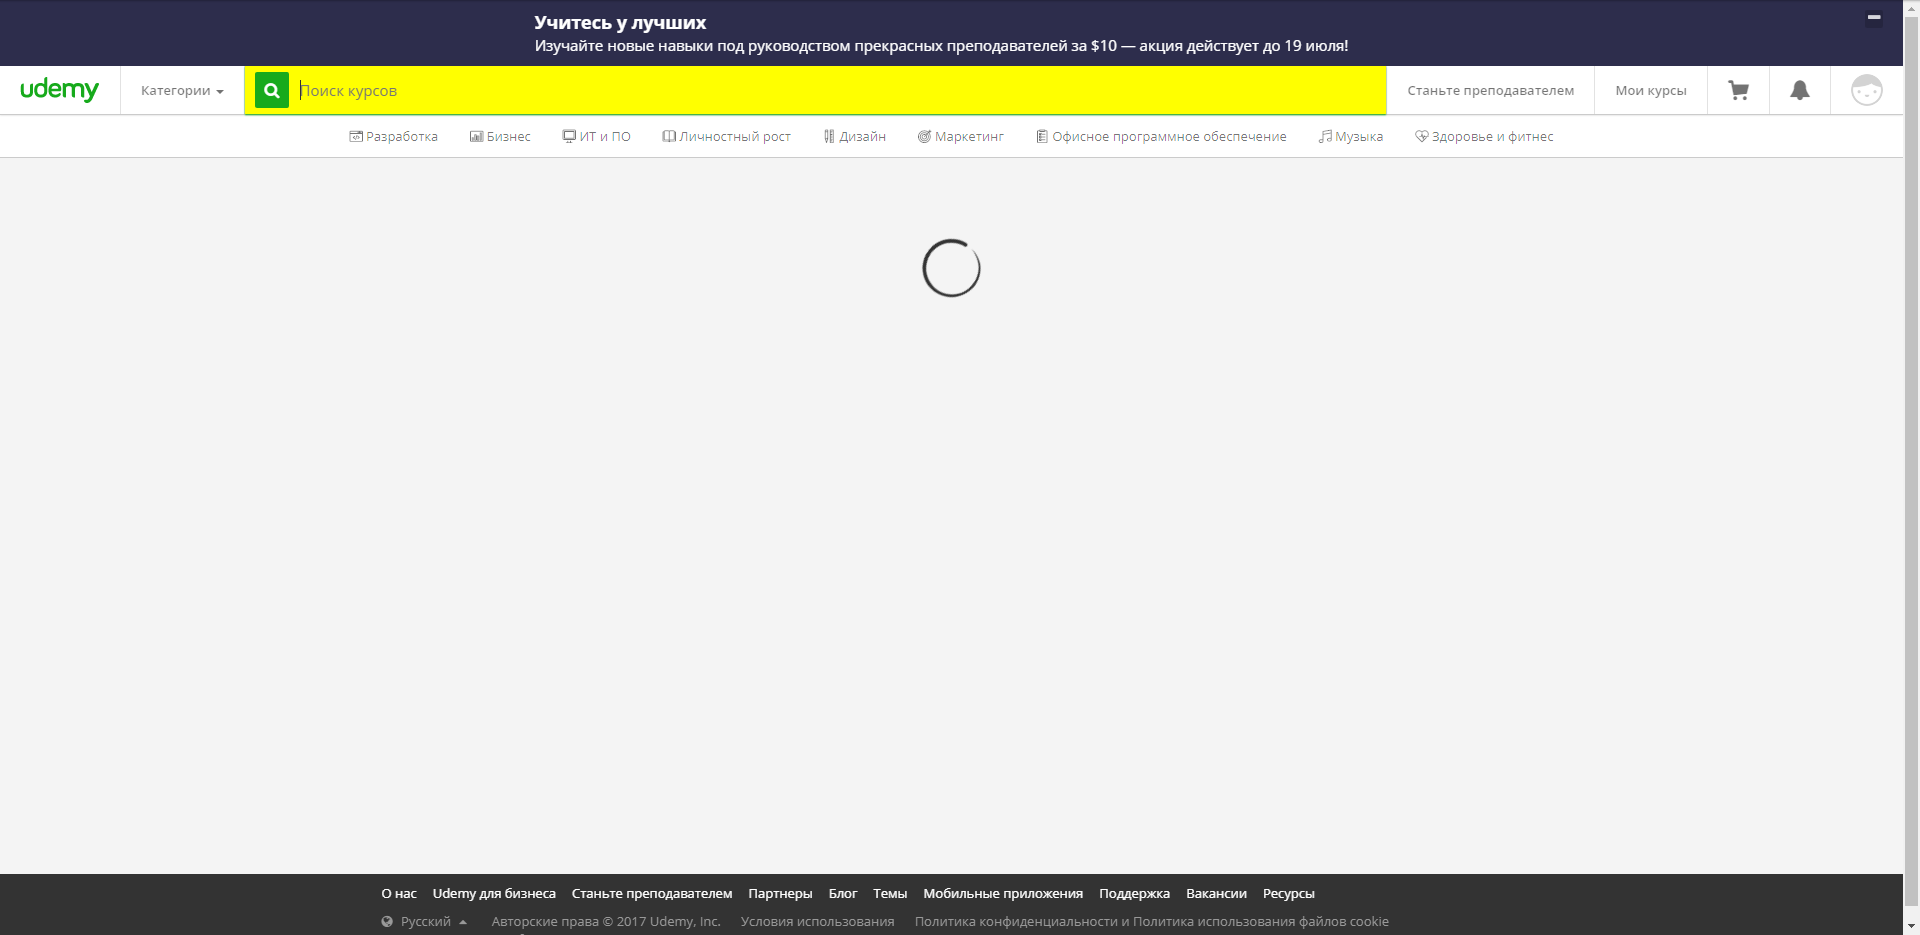 Учитесь у лучших
Изучайте новые навыки под руководством прекрасных преподавателей за $10 — акция действует до 19 июля!
udemy
Категории
Поиск курсов
Станьте преподавателем
Мои курсы
Разработка
Бизнес
ИТ и ПО
Личностный рост
Дизайн
Маркетинг
Офисное программное обеспечение
Музыка
Здоровье и фитнес
О нас
Udemy для бизнеса
Станьте преподавателем
Партнеры
Блог
Темы
Мобильные приложения
Поддержка
Вакансии
Ресурсы
Русский
Авторские права © 2017 Udemy, Inc.
Условия использования
Политика конфиденциальности и Политика использования файлов cookie